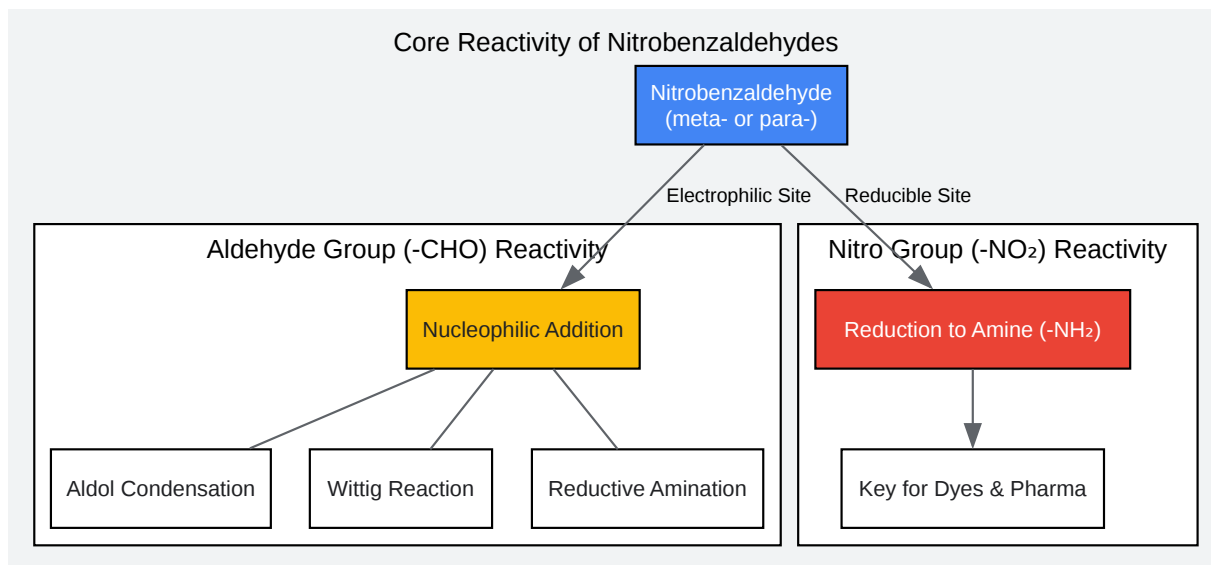 Core Reactivity of Nitrobenzaldehydes
Nitrobenzaldehyde
(meta- or para-)
Electrophilic Site
Reducible Site
Aldehyde Group (-CHO) Reactivity
Nitro Group (-NO₂) Reactivity
Nucleophilic Addition
Reduction to Amine (-NH₂)
Aldol Condensation
Wittig Reaction
Reductive Amination
Key for Dyes & Pharma